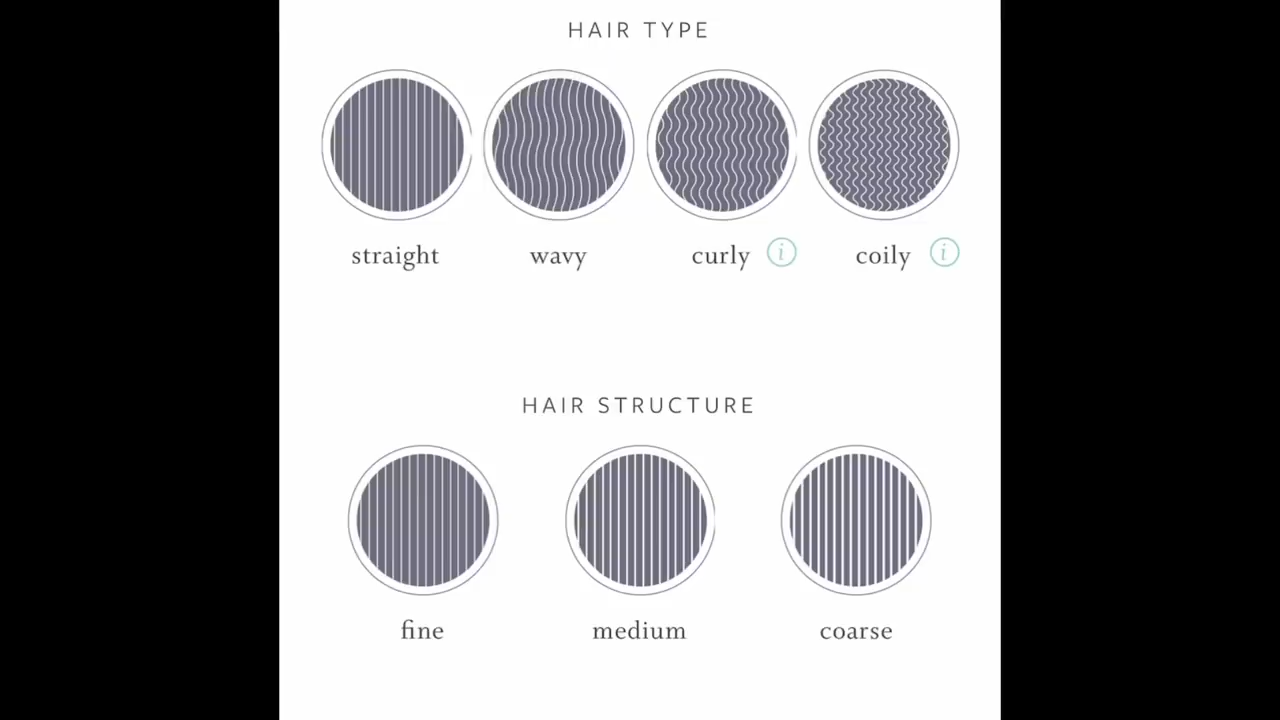 HAIR TYPE
straight wavy curly i coily i
HAIR STRUCTURE
fine medium coarse